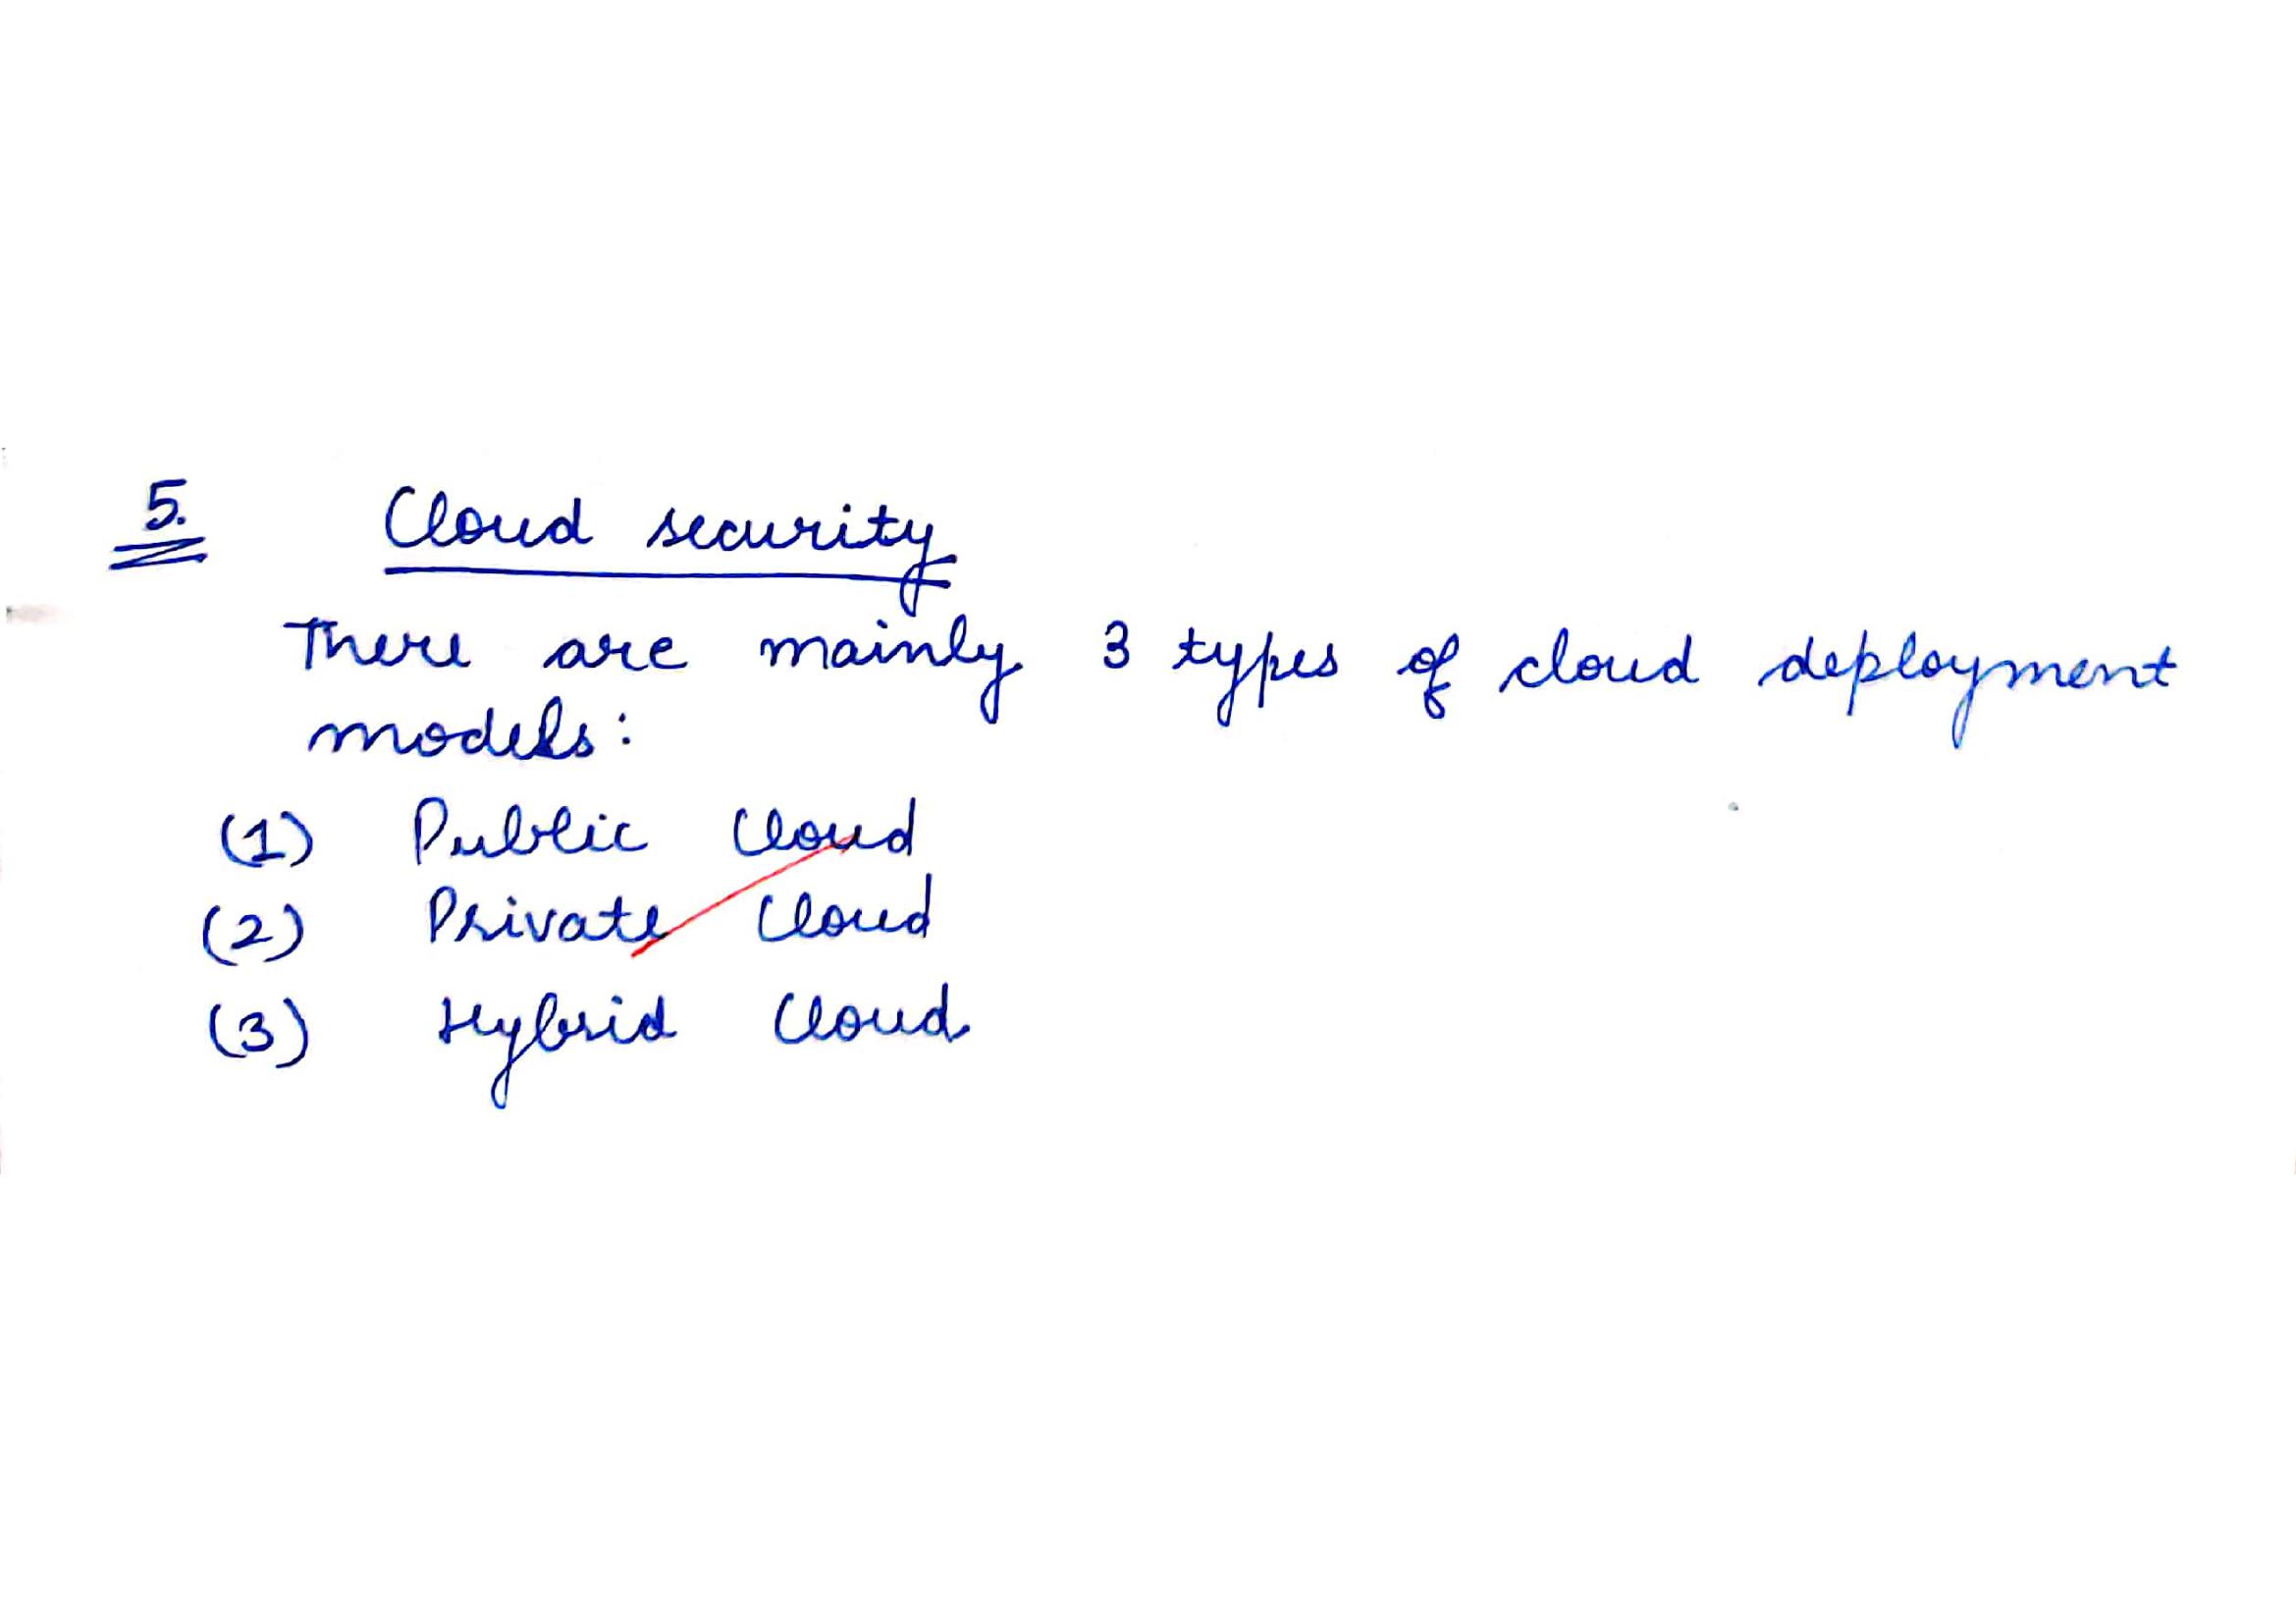 5. Cloud security
There are mainly 3 types of cloud deployment
models:
(1) Public Cloud
(2) Private Cloud
(3) Hybrid Cloud